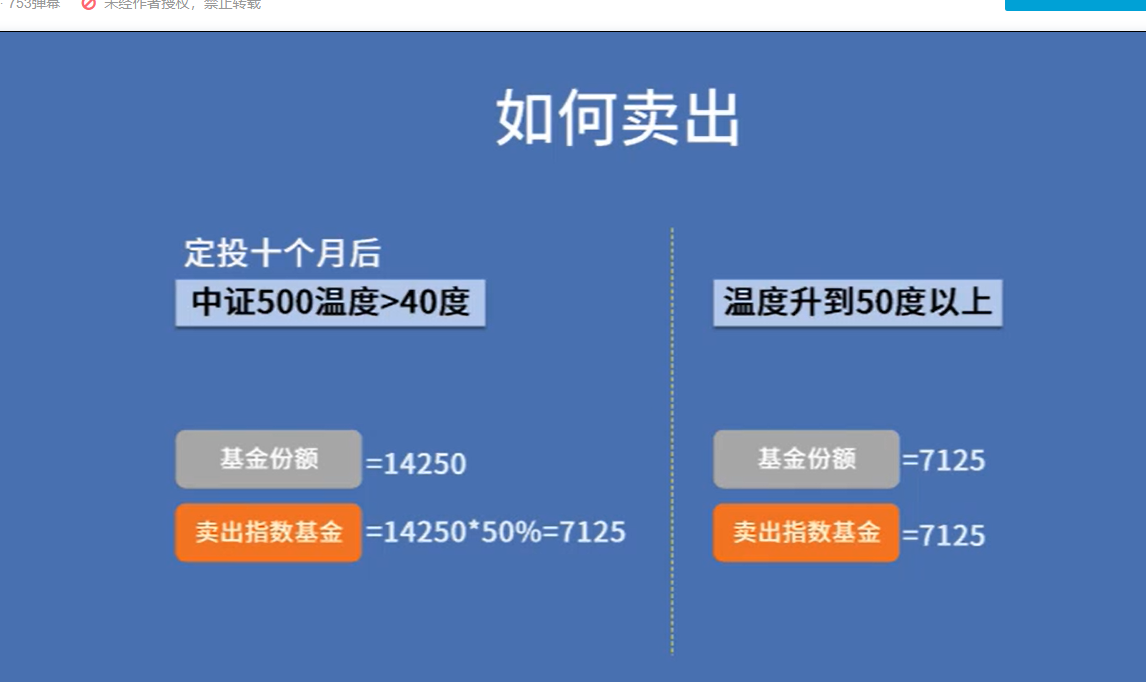 · 753弹幕 未经作者授权，禁止转载
如何卖出
定投十个月后
中证500温度>40度
基金份额 =14250
卖出指数基金 =14250*50%=7125
温度升到50度以上
基金份额 =7125
卖出指数基金 =7125